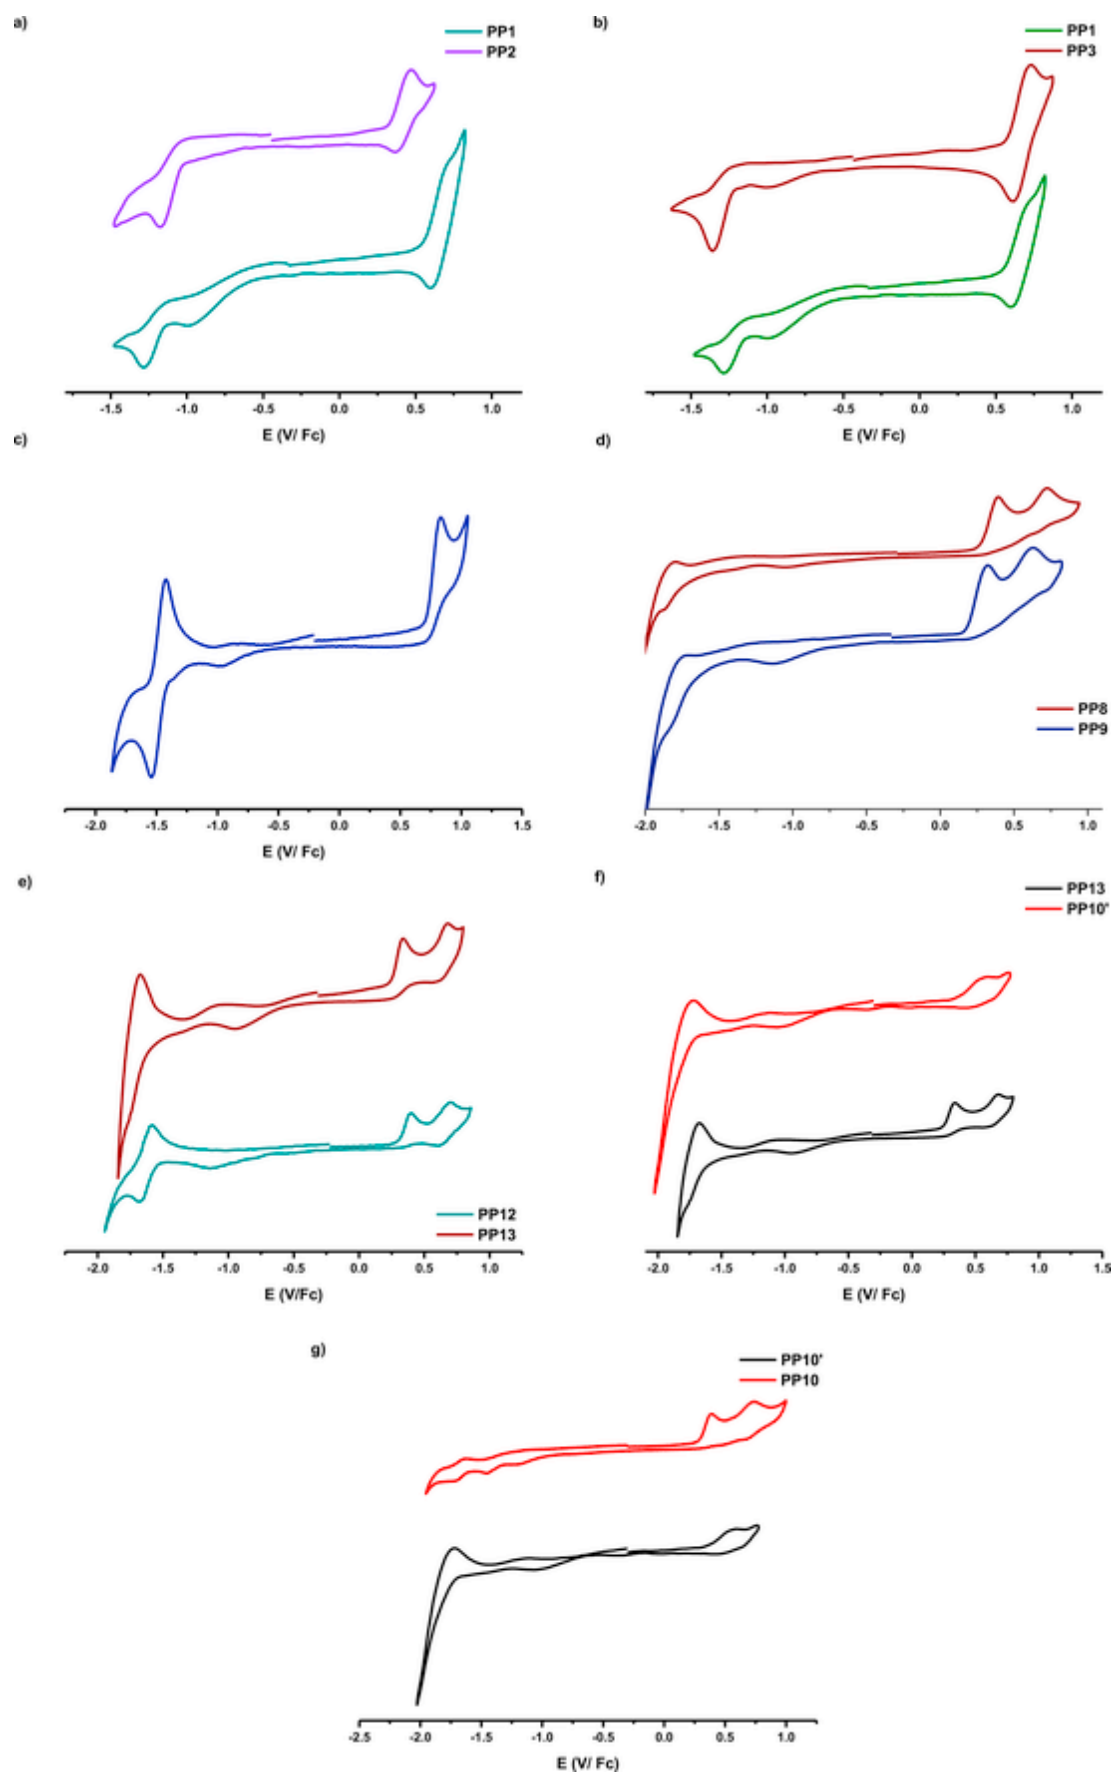 a)
PP1
PP2
-1.5 -1.0 -0.5 0.0 0.5 1.0
E (V/ Fc)
b)
PP1
PP3
-1.5 -1.0 -0.5 0.0 0.5 1.0
E (V/ Fc)
c)
-2.0 -1.5 -1.0 -0.5 0.0 0.5 1.0 1.5
E (V/ Fc)
d)
PP8
PP9
-2.0 -1.5 -1.0 -0.5 0.0 0.5 1.0
e)
PP12
PP13
-2.0 -1.5 -1.0 -0.5 0.0 0.5 1.0
E (V/Fc)
f)
PP13
PP10'
-2.0 -1.5 -1.0 -0.5 0.0 0.5 1.0 1.5
E (V/ Fc)
g)
PP10'
PP10
-2.5 -2.0 -1.5 -1.0 -0.5 0.0 0.5 1.0
E (V/ Fc)